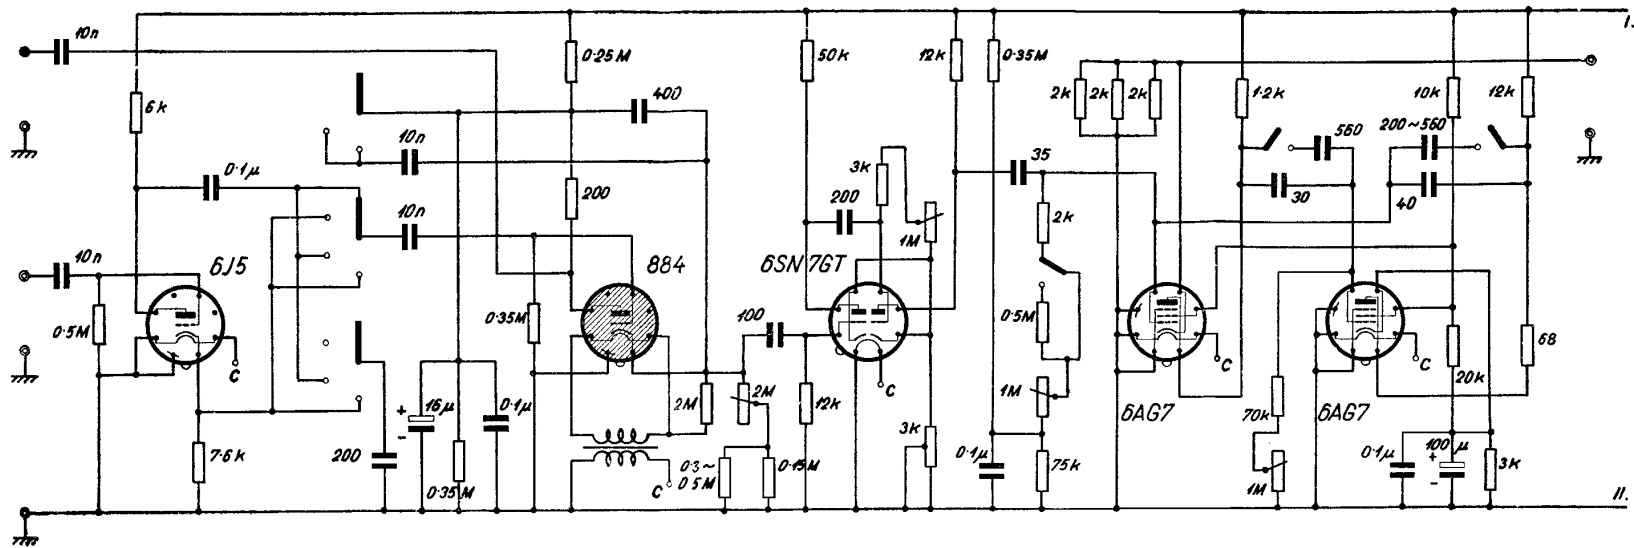 10n
6k
0·25M
400
50k
12k
0·35M
2k
2k
2k
1·2k
10k
12k
I.
10n
560
200~560
0·1µ
200
3k
35
200
30
40
10n
1M
2k
10n
6J5
884
6SN7GT
0·5M
0·35M
100
0·5M
68
C
C
C
20k
2M
2M
12k
1M
6AG7
70k
6AG7
C
+
16µ
-
0·1µ
3k
7·6k
200
0·35M
C
0·3~
0·5M
0·15M
0·1µ
75k
1M
0·1µ
100µ
+
-
3k
II.